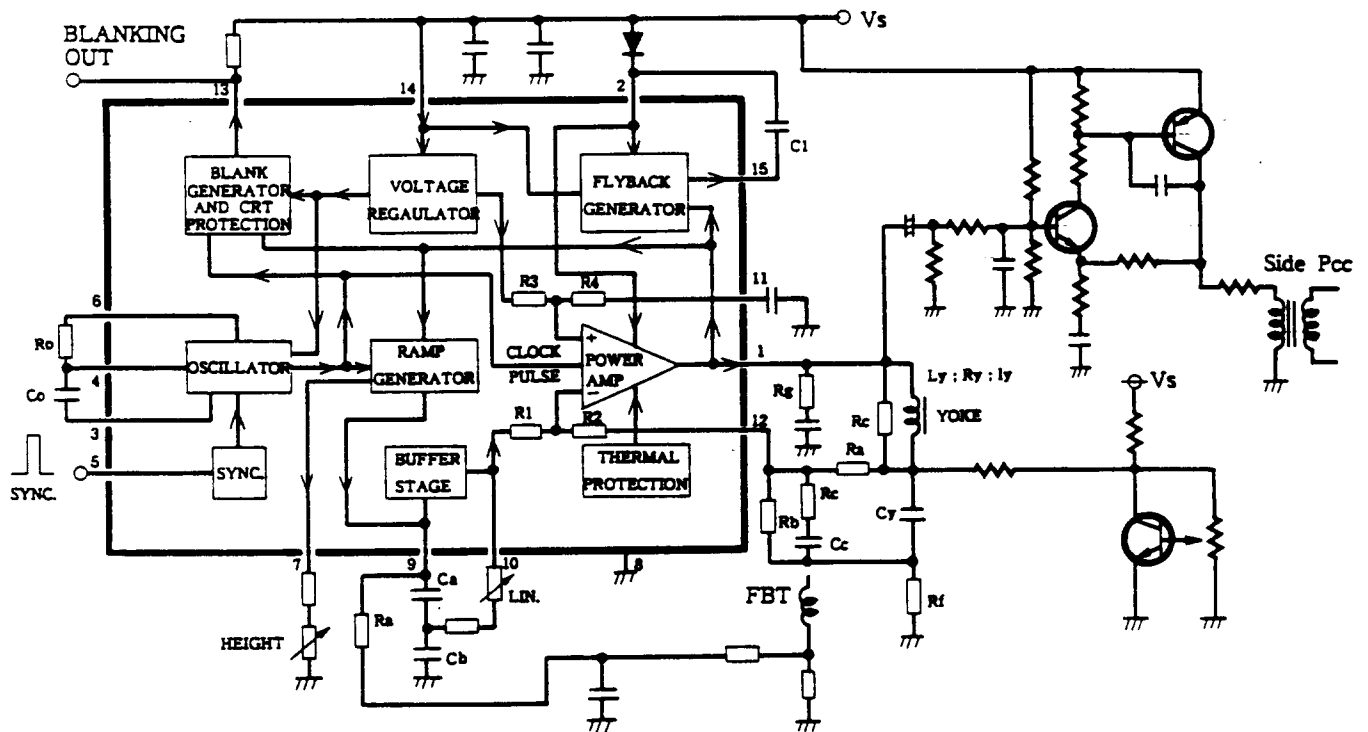 BLANKING
OUT
Vs
13
14
2
C1
15
BLANK
GENERATOR
AND CRT
PROTECTION
VOLTAGE
REGAULATOR
FLYBACK
GENERATOR
Side Pcc
6
R3
R4
11
Ro
4
Co
3
5
SYNC.
OSCILLATOR
RAMP
GENERATOR
CLOCK
PULSE
+
POWER
AMP
−
1
Rg
Ly ; Ry ; ly
YOKE
Rc
Vs
R1
R2
12
Ra
SYNC.
BUFFER
STAGE
THERMAL
PROTECTION
Rb
Rc
Cc
Cy
7
9
10
8
Ca
LIN.
FBT
Rf
HEIGHT
Ra
Cb